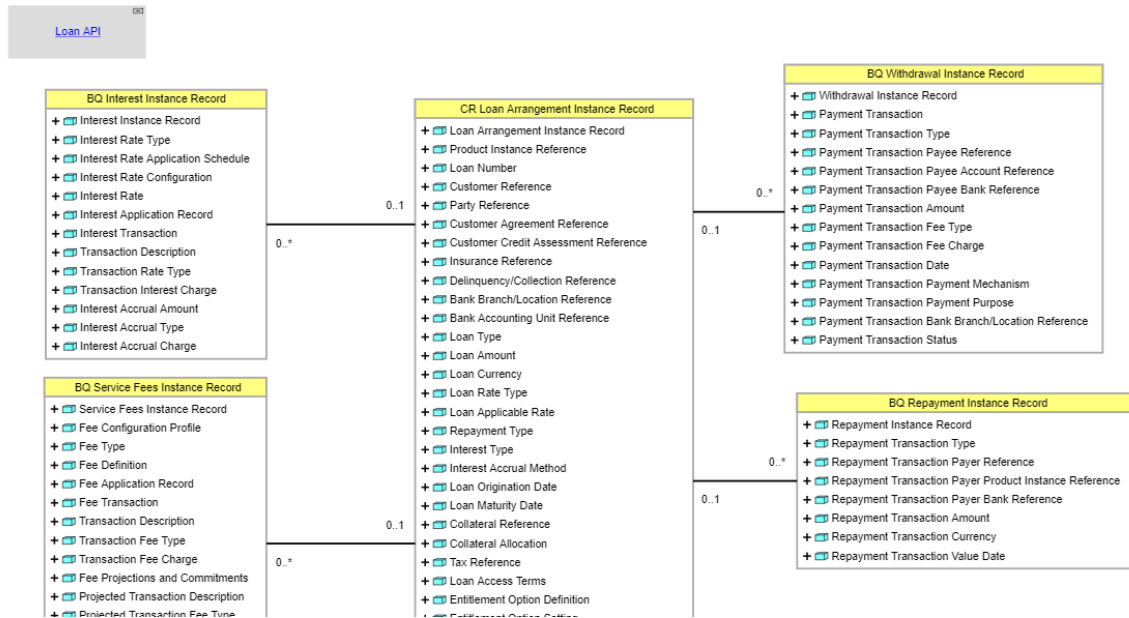 Loan API
BQ Interest Instance Record
+ Interest Instance Record
+ Interest Rate Type
+ Interest Rate Application Schedule
+ Interest Rate Configuration
+ Interest Rate
+ Interest Application Record
+ Interest Transaction
+ Transaction Description
+ Transaction Rate Type
+ Transaction Interest Charge
+ Interest Accrual Amount
+ Interest Accrual Type
+ Interest Accrual Charge
0..*
0..1
BQ Service Fees Instance Record
+ Service Fees Instance Record
+ Fee Configuration Profile
+ Fee Type
+ Fee Definition
+ Fee Application Record
+ Fee Transaction
+ Transaction Description
+ Transaction Fee Type
+ Transaction Fee Charge
+ Fee Projections and Commitments
+ Projected Transaction Description
+ Projected Transaction Fee Type
0..*
0..1
CR Loan Arrangement Instance Record
+ Loan Arrangement Instance Record
+ Product Instance Reference
+ Loan Number
+ Customer Reference
+ Party Reference
+ Customer Agreement Reference
+ Customer Credit Assessment Reference
+ Insurance Reference
+ Delinquency/Collection Reference
+ Bank Branch/Location Reference
+ Bank Accounting Unit Reference
+ Loan Type
+ Loan Amount
+ Loan Currency
+ Loan Rate Type
+ Loan Applicable Rate
+ Repayment Type
+ Interest Type
+ Interest Accrual Method
+ Loan Origination Date
+ Loan Maturity Date
+ Collateral Reference
+ Collateral Allocation
+ Tax Reference
+ Loan Access Terms
+ Entitlement Option Definition
+ Entitlement Option Setting
0..1
0..*
BQ Withdrawal Instance Record
+ Withdrawal Instance Record
+ Payment Transaction
+ Payment Transaction Type
+ Payment Transaction Payee Reference
+ Payment Transaction Payee Account Reference
+ Payment Transaction Payee Bank Reference
+ Payment Transaction Amount
+ Payment Transaction Fee Type
+ Payment Transaction Fee Charge
+ Payment Transaction Date
+ Payment Transaction Payment Mechanism
+ Payment Transaction Payment Purpose
+ Payment Transaction Bank Branch/Location Reference
+ Payment Transaction Status
0..1
0..*
BQ Repayment Instance Record
+ Repayment Instance Record
+ Repayment Transaction Type
+ Repayment Transaction Payer Reference
+ Repayment Transaction Payer Product Instance Reference
+ Repayment Transaction Payer Bank Reference
+ Repayment Transaction Amount
+ Repayment Transaction Currency
+ Repayment Transaction Value Date